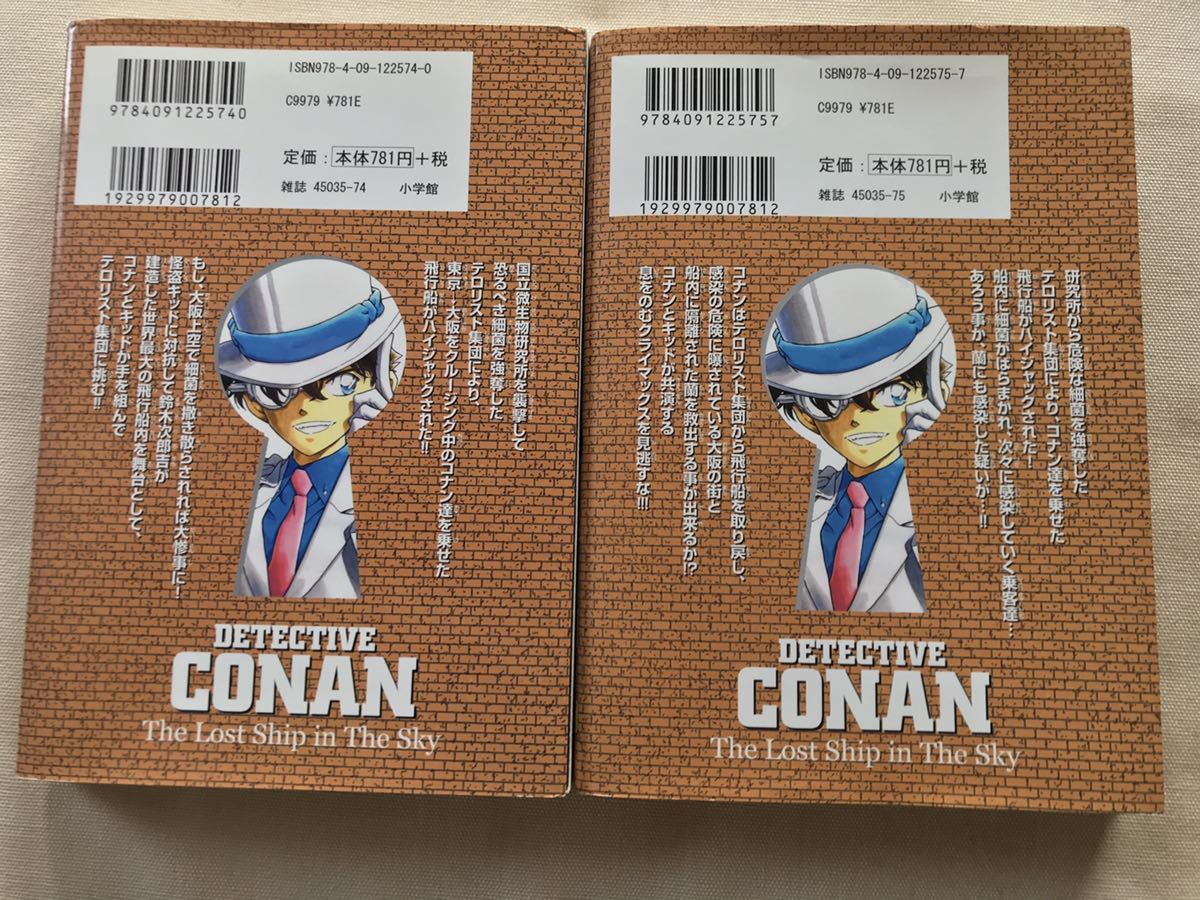 ISBN978-4-09-122574-0
9784091225740
C9979 ¥781E
定価：本体781円＋税
雑誌 45035-74 小学館
1929979007812
国立微生物研究所を襲撃して
恐るべき細菌を強奪した
テロリスト集団により、
東京−大阪をクルージング中のコナン達を乗せた
飛行船がハイジャックされた!!
もし、大阪上空で細菌を撒き散らされれば大惨事に!
怪盗キッドに対抗して鈴木次郎吉が
建造した世界最大の飛行船内を舞台として、
コナンとキッドが手を組んで
テロリスト集団に挑む!!
DETECTIVE
CONAN
The Lost Ship in The Sky
ISBN978-4-09-122575-7
9784091225757
C9979 ¥781E
定価：本体781円＋税
雑誌 45035-75 小学館
1929979007812
研究所から危険な細菌を強奪した
テロリスト集団により、コナン達を乗せた
飛行船がハイジャックされた!
船内に細菌がばらまかれ、次々に感染していく乗客達…
あろう事か、蘭にも感染した疑いが…!!
コナンはテロリスト集団から飛行船を取り戻し、
感染の危険に曝されている大阪の街と
船内に隔離された蘭を救出する事が出来るか!?
コナンとキッドが共演する
息をのむクライマックスを見逃すな!!!
DETECTIVE
CONAN
The Lost Ship in The Sky